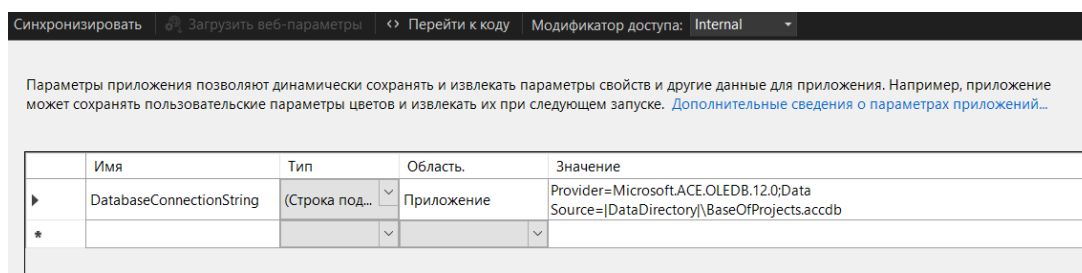 Синхронизировать Загрузить веб-параметры <> Перейти к коду Модификатор доступа: Internal
Параметры приложения позволяют динамически сохранять и извлекать параметры свойств и другие данные для приложения. Например, приложение
может сохранять пользовательские параметры цветов и извлекать их при следующем запуске. Дополнительные сведения о параметрах приложений...
Имя Тип Область. Значение
DatabaseConnectionString (Строка под... Приложение Provider=Microsoft.ACE.OLEDB.12.0;Data
Source=|DataDirectory|\BaseOfProjects.accdb